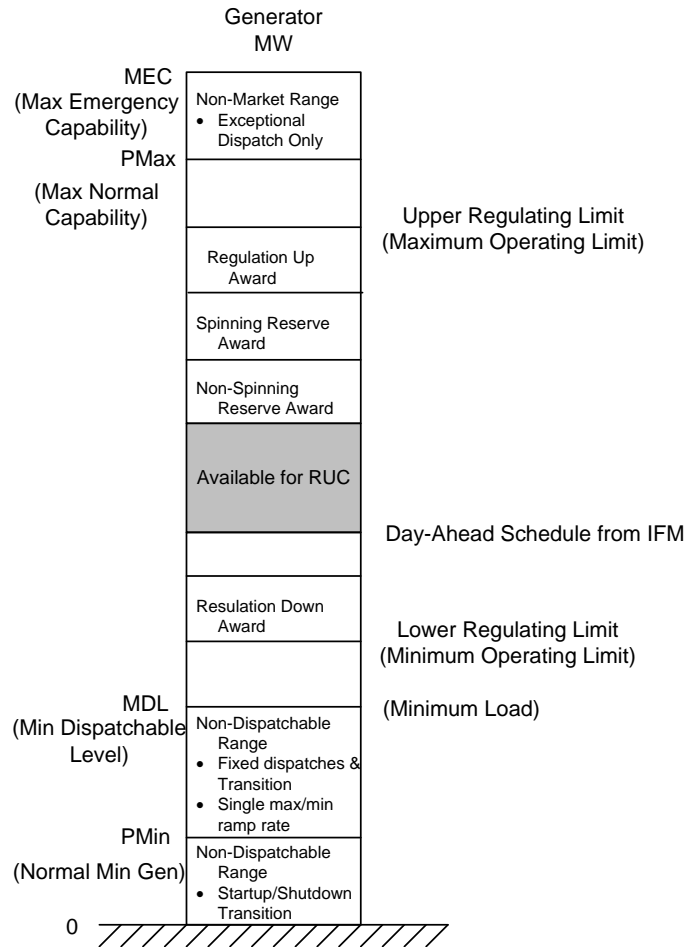 Generator
MW
MEC
(Max Emergency
Capability)
Non-Market Range
• Exceptional
Dispatch Only
PMax
(Max Normal
Capability)
Upper Regulating Limit
(Maximum Operating Limit)
Regulation Up
Award
Spinning Reserve
Award
Non-Spinning
Reserve Award
Available for RUC
Day-Ahead Schedule from IFM
Resulation Down
Award
Lower Regulating Limit
(Minimum Operating Limit)
MDL
(Min Dispatchable
Level)
(Minimum Load)
Non-Dispatchable
Range
• Fixed dispatches &
Transition
• Single max/min
ramp rate
PMin
(Normal Min Gen)
Non-Dispatchable
Range
• Startup/Shutdown
Transition
0